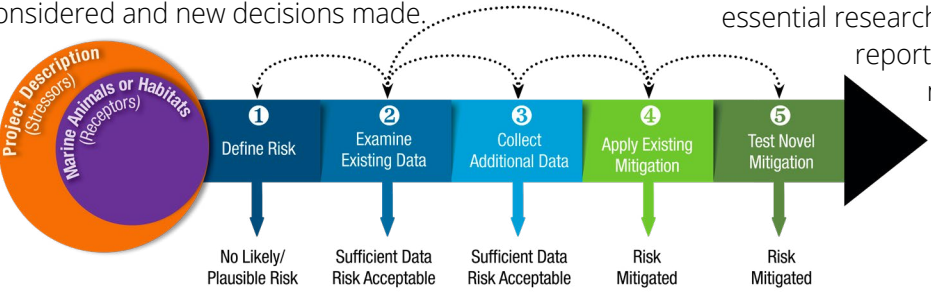 onsidered and new decisions made.
essential research
report
Project Description
(Stressors)
Marine Animals or Habitats
(Receptors)
1
Define Risk
2
Examine
Existing Data
3
Collect
Additional Data
4
Apply Existing
Mitigation
5
Test Novel
Mitigation
No Likely/
Plausible Risk
Sufficient Data
Risk Acceptable
Sufficient Data
Risk Acceptable
Risk
Mitigated
Risk
Mitigated